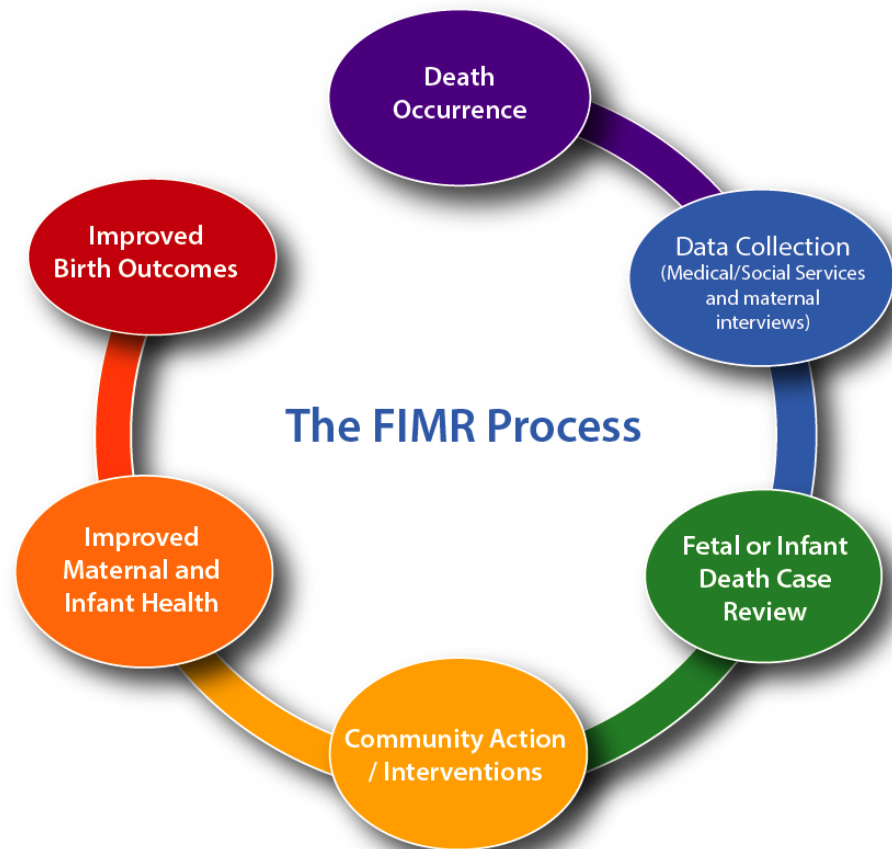 Death
Occurrence
Data Collection
(Medical/Social Services
and maternal
interviews)
Fetal or Infant
Death Case
Review
Community Action
/ Interventions
Improved
Maternal and
Infant Health
Improved
Birth Outcomes
The FIMR Process